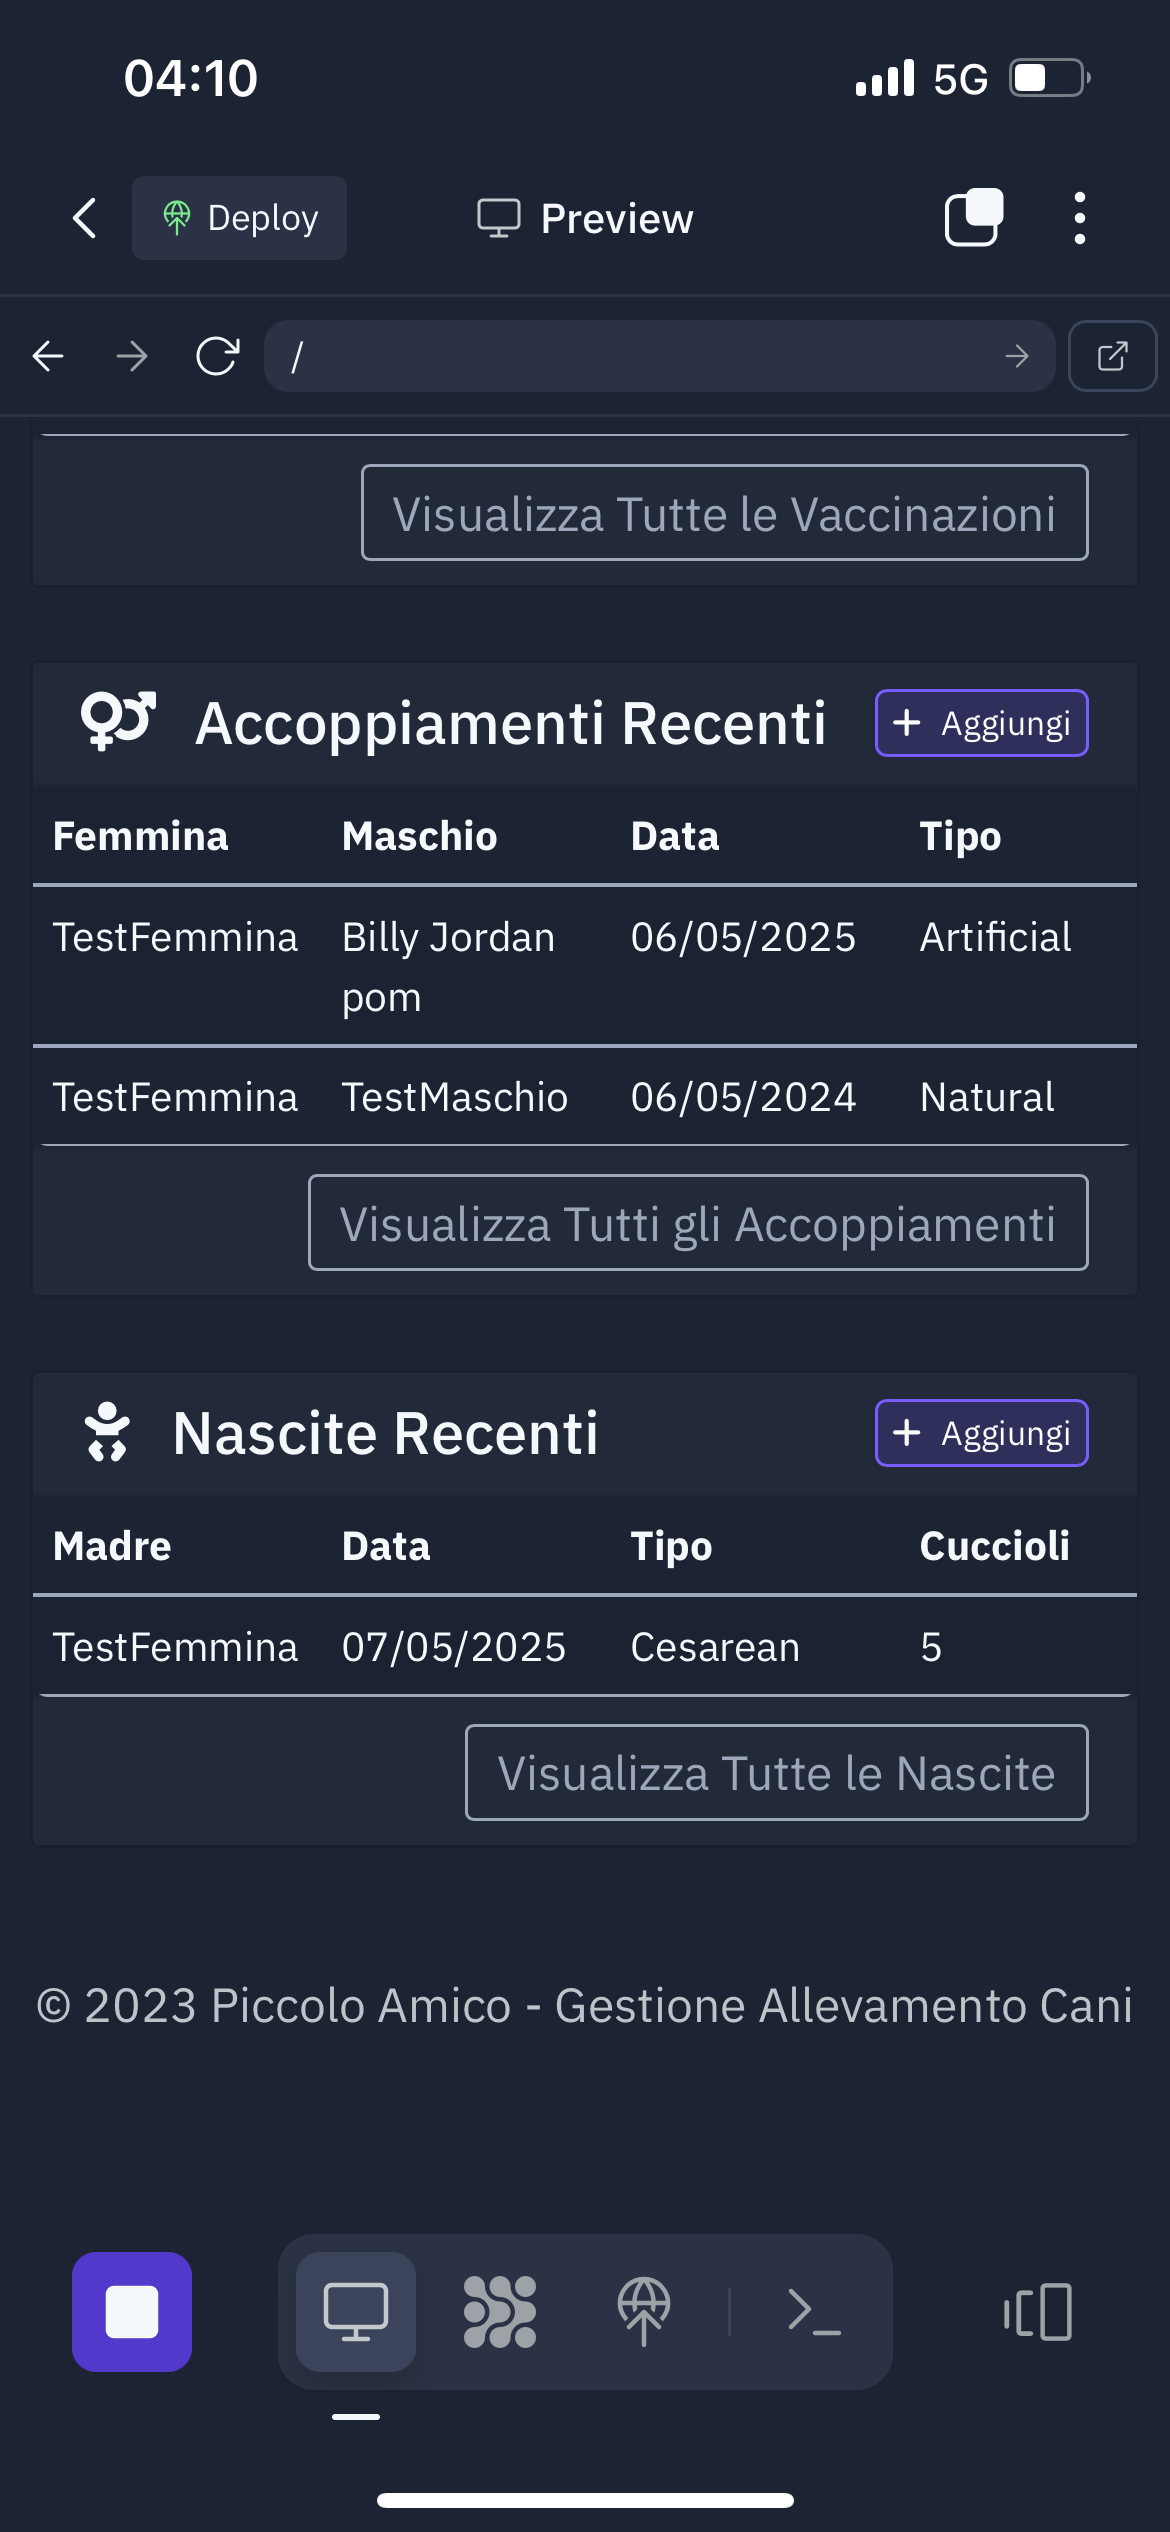 04:10 5G
Deploy Preview
/
Visualizza Tutte le Vaccinazioni
Accoppiamenti Recenti + Aggiungi
Femmina Maschio Data Tipo
TestFemmina Billy Jordan 06/05/2025 Artificial
pom
TestFemmina TestMaschio 06/05/2024 Natural
Visualizza Tutti gli Accoppiamenti
Nascite Recenti + Aggiungi
Madre Data Tipo Cuccioli
TestFemmina 07/05/2025 Cesarean 5
Visualizza Tutte le Nascite
© 2023 Piccolo Amico - Gestione Allevamento Cani